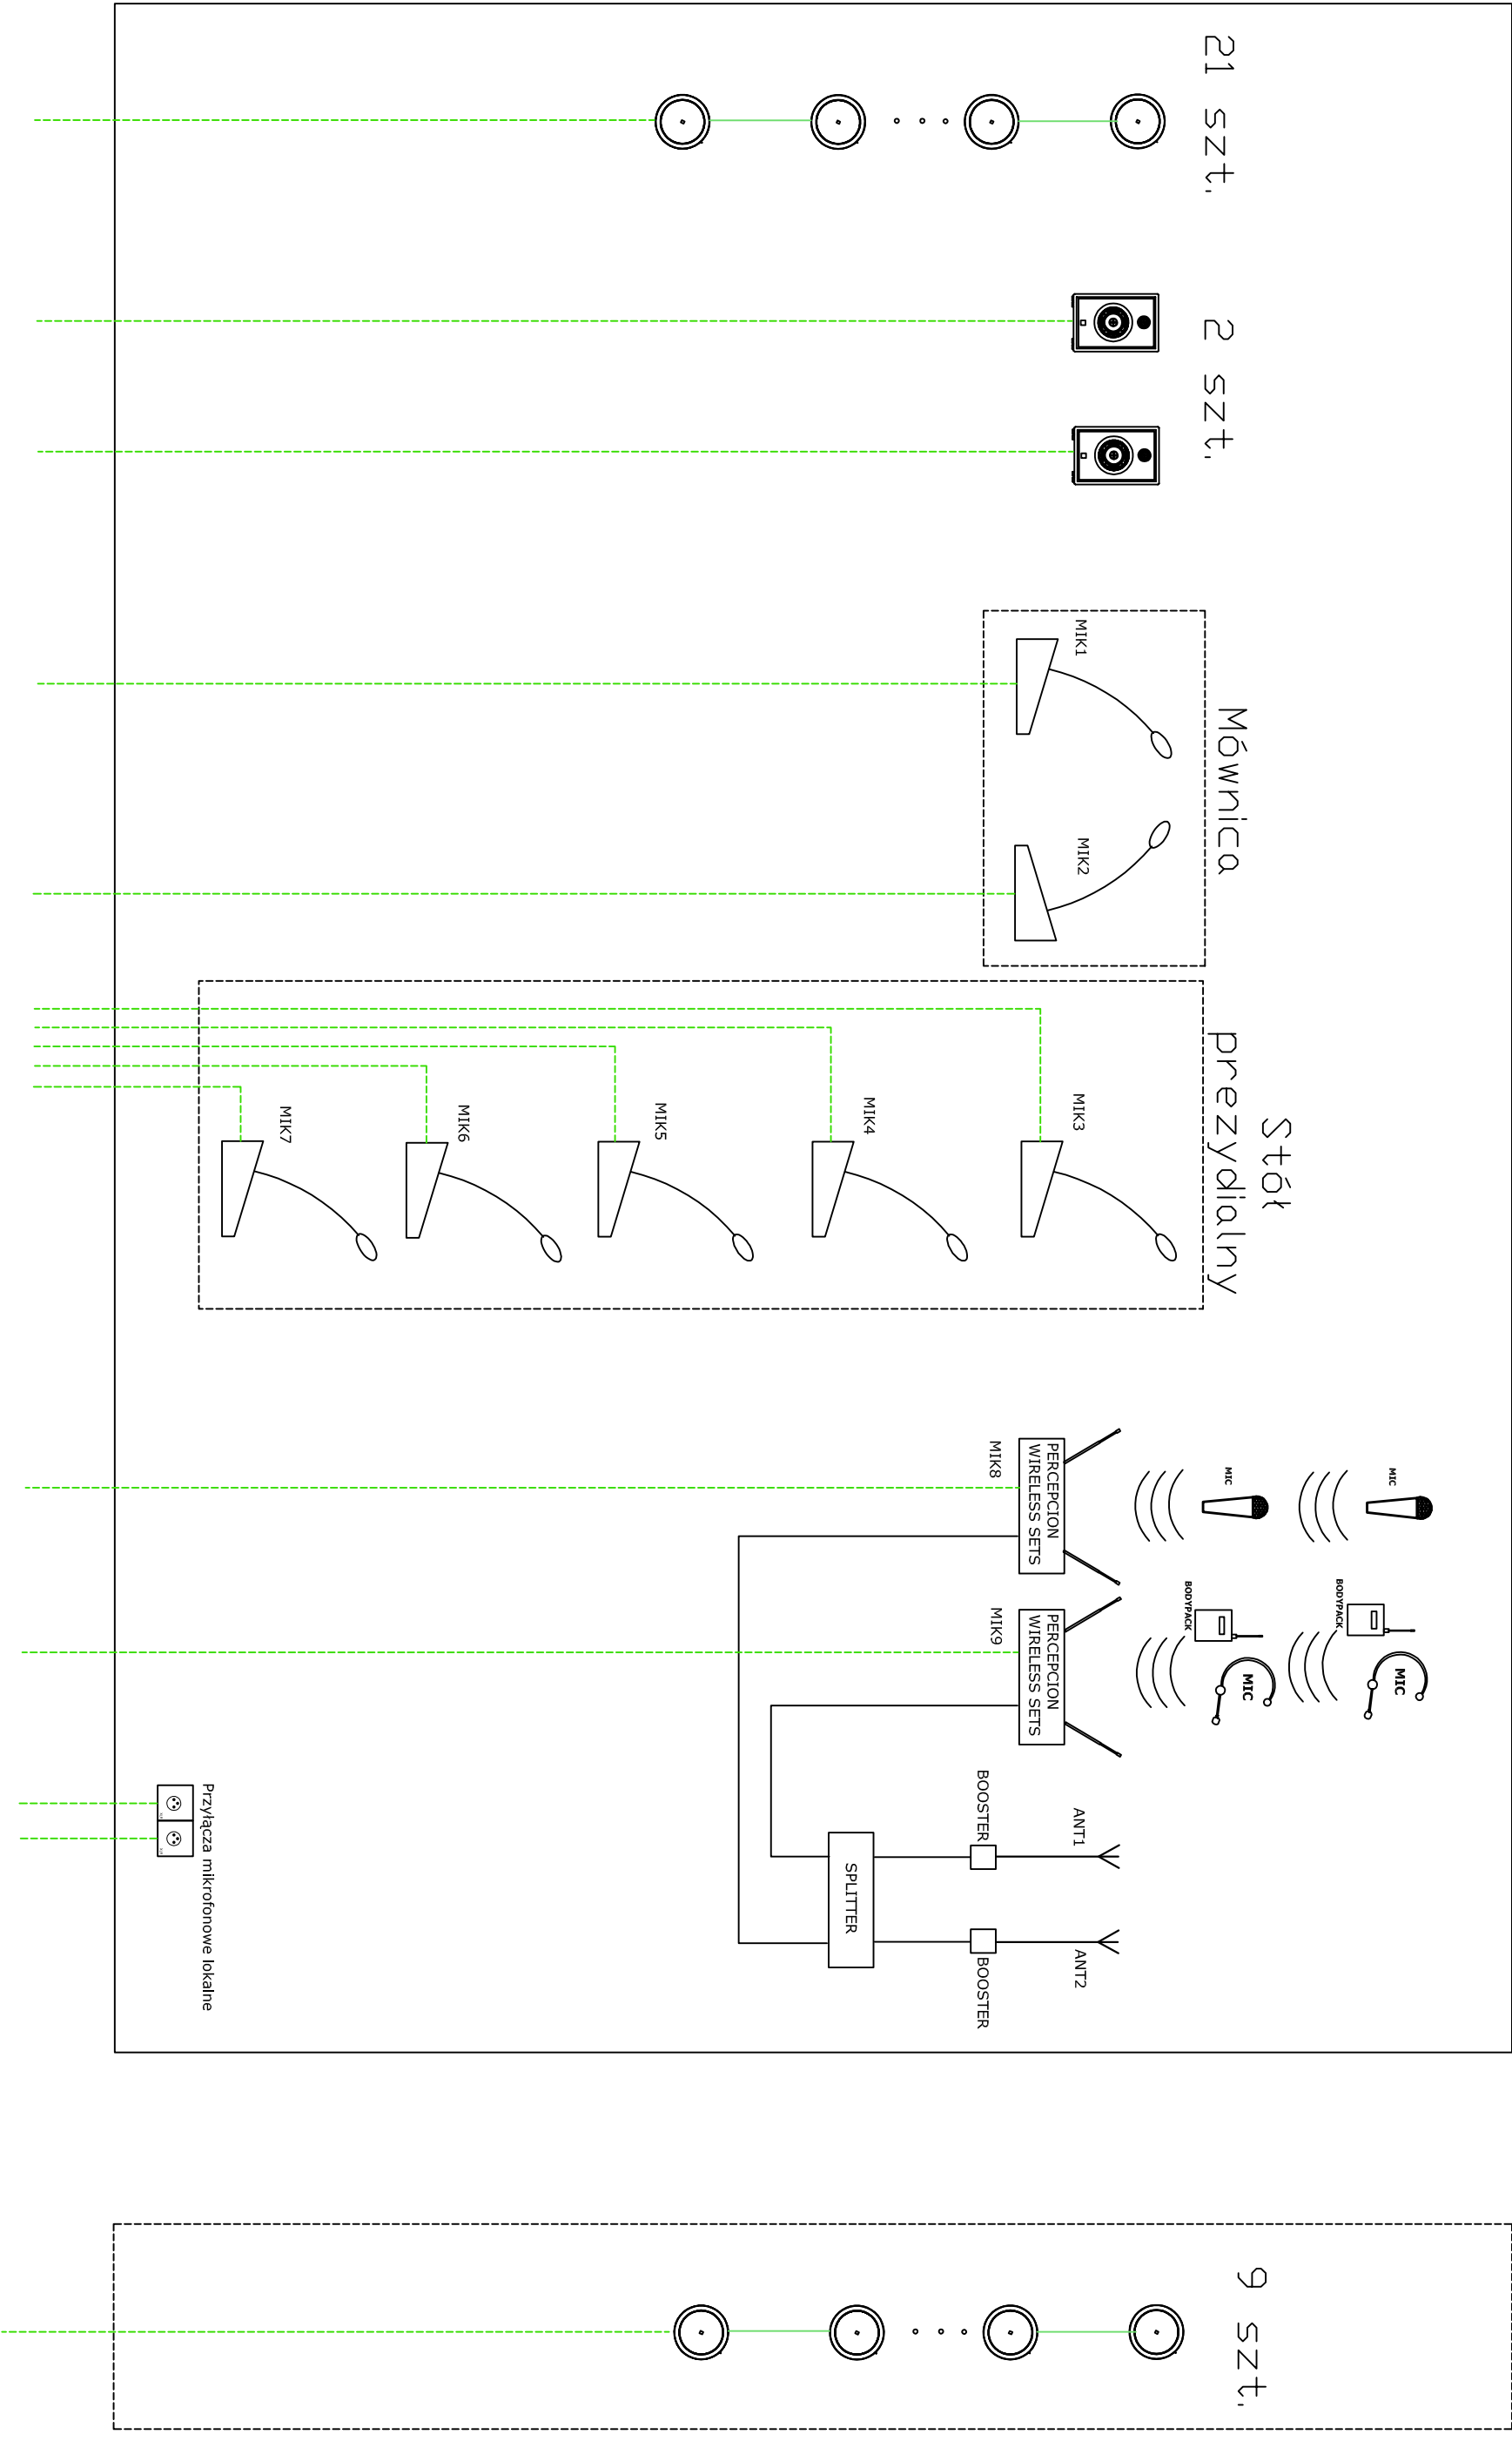 21 szt.
2 szt.
Mównica
MIK1
MIK2
Stół
prezydialny
MIK3
MIK4
MIK5
MIK6
MIK7
MIC
MIC
BODYPACK
MIC
BODYPACK
MIC
PERCEPCION
WIRELESS SETS
MIK8
PERCEPCION
WIRELESS SETS
MIK9
ANT1
BOOSTER
ANT2
BOOSTER
SPLITTER
Przyłącza mikrofonowe lokalne
9 szt.